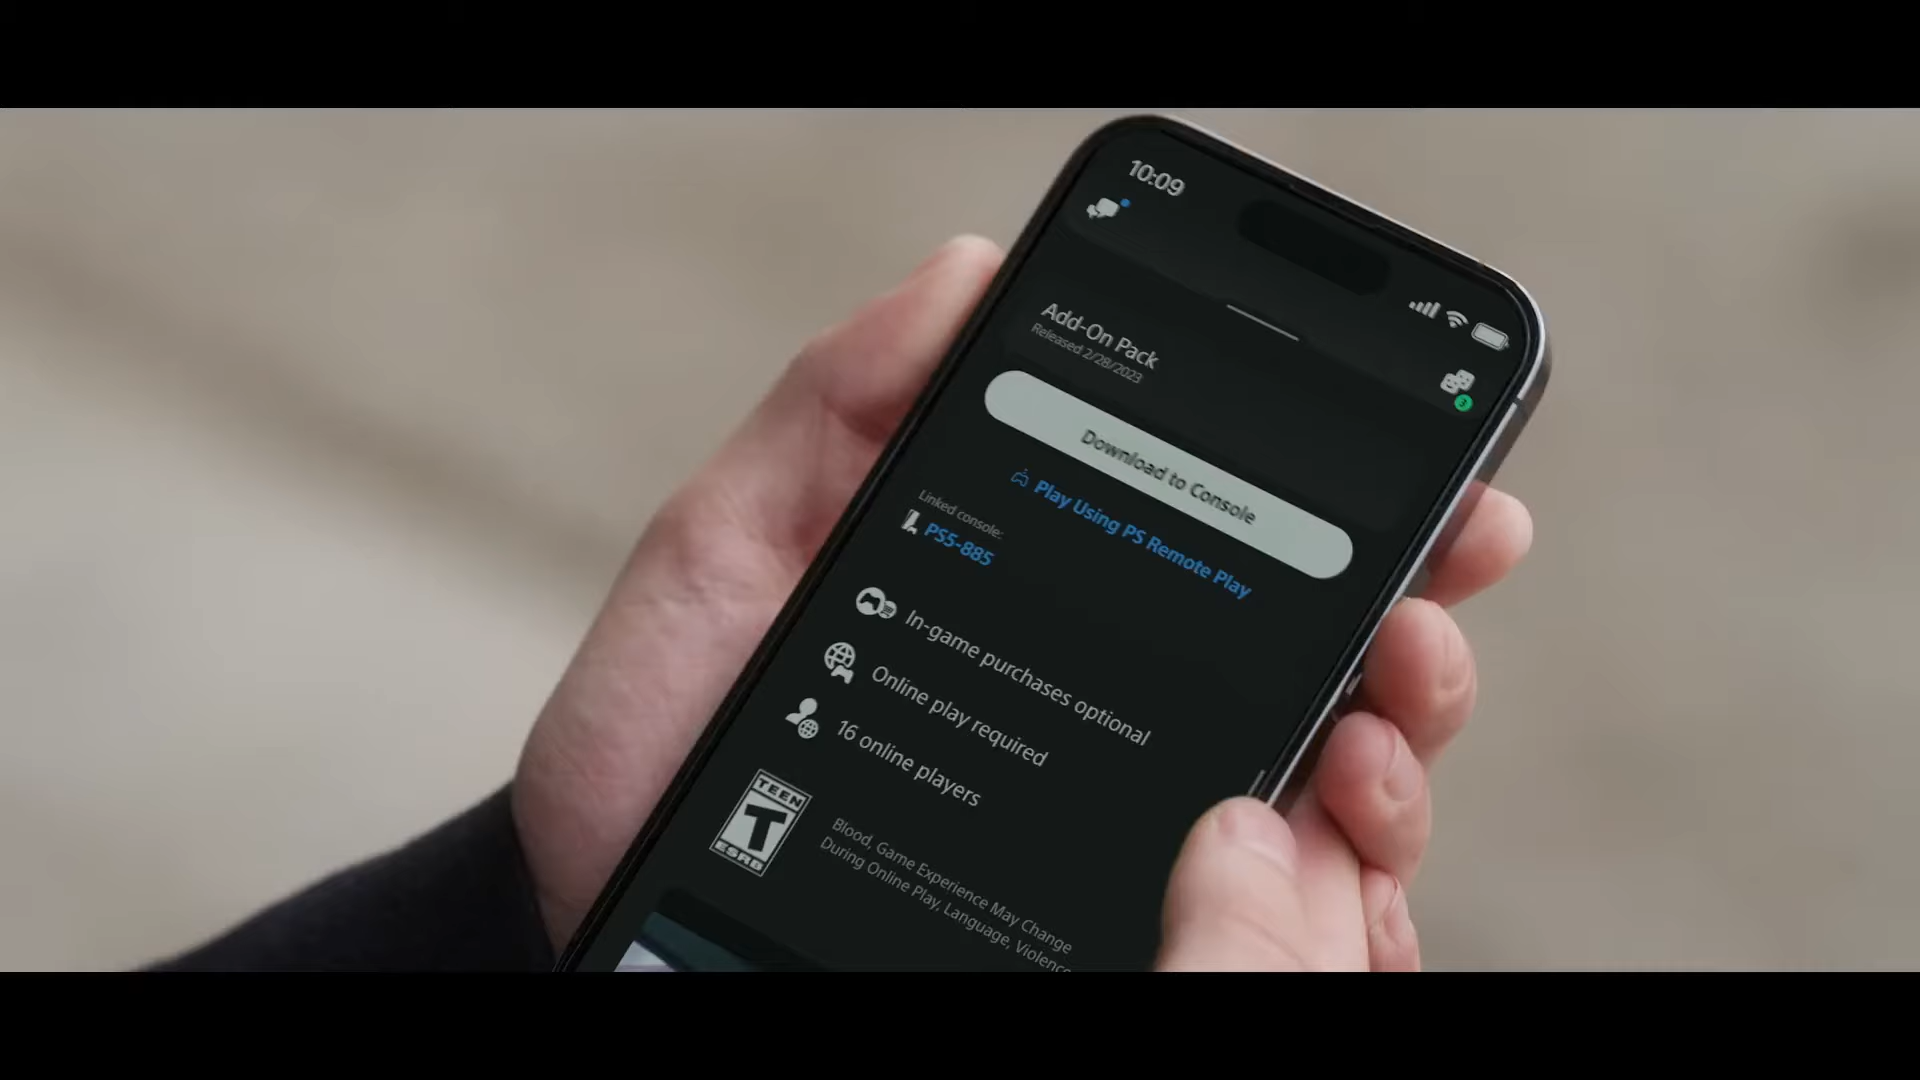 10:09
3
Add-On Pack
Released 2/28/2023
Download to Console
Play Using PS Remote Play
Linked console:
PS5-885
In-game purchases optional
Online play required
16 online players
TEEN
T
ESRB
Blood, Game Experience May Change
During Online Play, Language, Violence